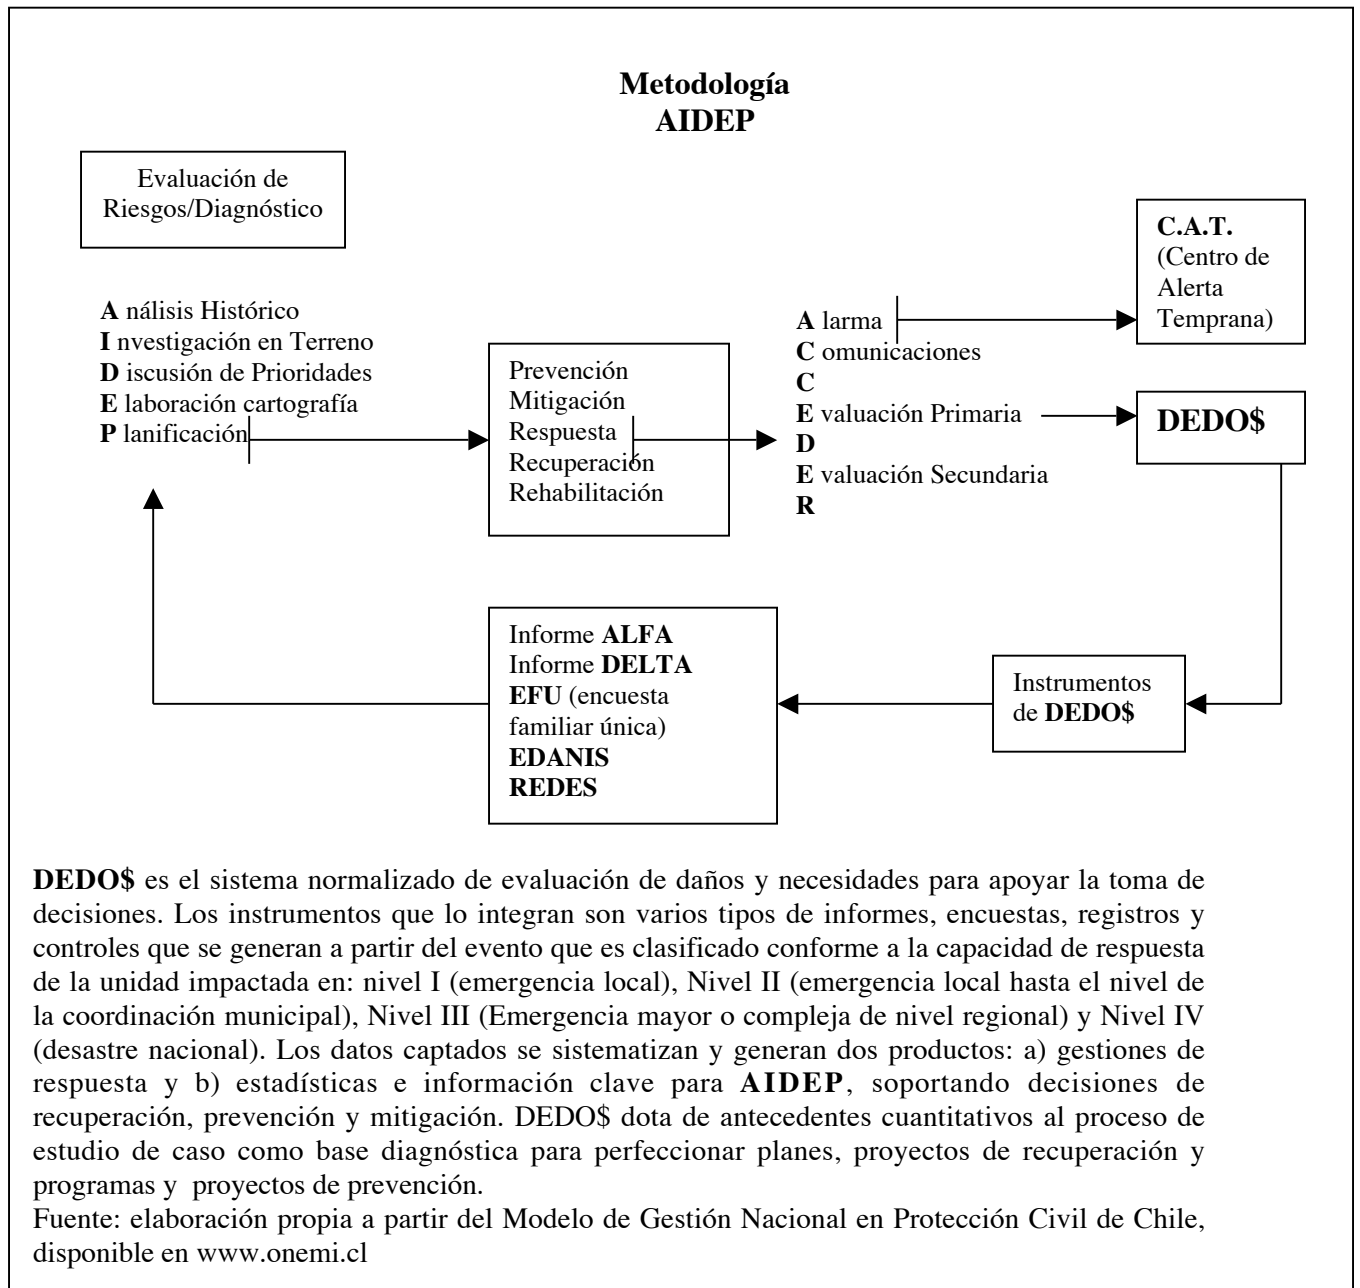 Metodología
AIDEP
Evaluación de
Riesgos/Diagnóstico
A nálisis Histórico
I nvestigación en Terreno
D iscusión de Prioridades
E laboración cartografía
P lanificación
Prevención
Mitigación
Respuesta
Recuperación
Rehabilitación
A larma
C omunicaciones
C
E valuación Primaria
D
E valuación Secundaria
R
C.A.T.
(Centro de
Alerta
Temprana)
DEDO$
Instrumentos
de DEDO$
Informe ALFA
Informe DELTA
EFU (encuesta
familiar única)
EDANIS
REDES
DEDO$ es el sistema normalizado de evaluación de daños y necesidades para apoyar la toma de
decisiones. Los instrumentos que lo integran son varios tipos de informes, encuestas, registros y
controles que se generan a partir del evento que es clasificado conforme a la capacidad de respuesta
de la unidad impactada en: nivel I (emergencia local), Nivel II (emergencia local hasta el nivel de
la coordinación municipal), Nivel III (Emergencia mayor o compleja de nivel regional) y Nivel IV
(desastre nacional). Los datos captados se sistematizan y generan dos productos: a) gestiones de
respuesta y b) estadísticas e información clave para AIDEP, soportando decisiones de
recuperación, prevención y mitigación. DEDO$ dota de antecedentes cuantitativos al proceso de
estudio de caso como base diagnóstica para perfeccionar planes, proyectos de recuperación y
programas y proyectos de prevención.
Fuente: elaboración propia a partir del Modelo de Gestión Nacional en Protección Civil de Chile,
disponible en www.onemi.cl